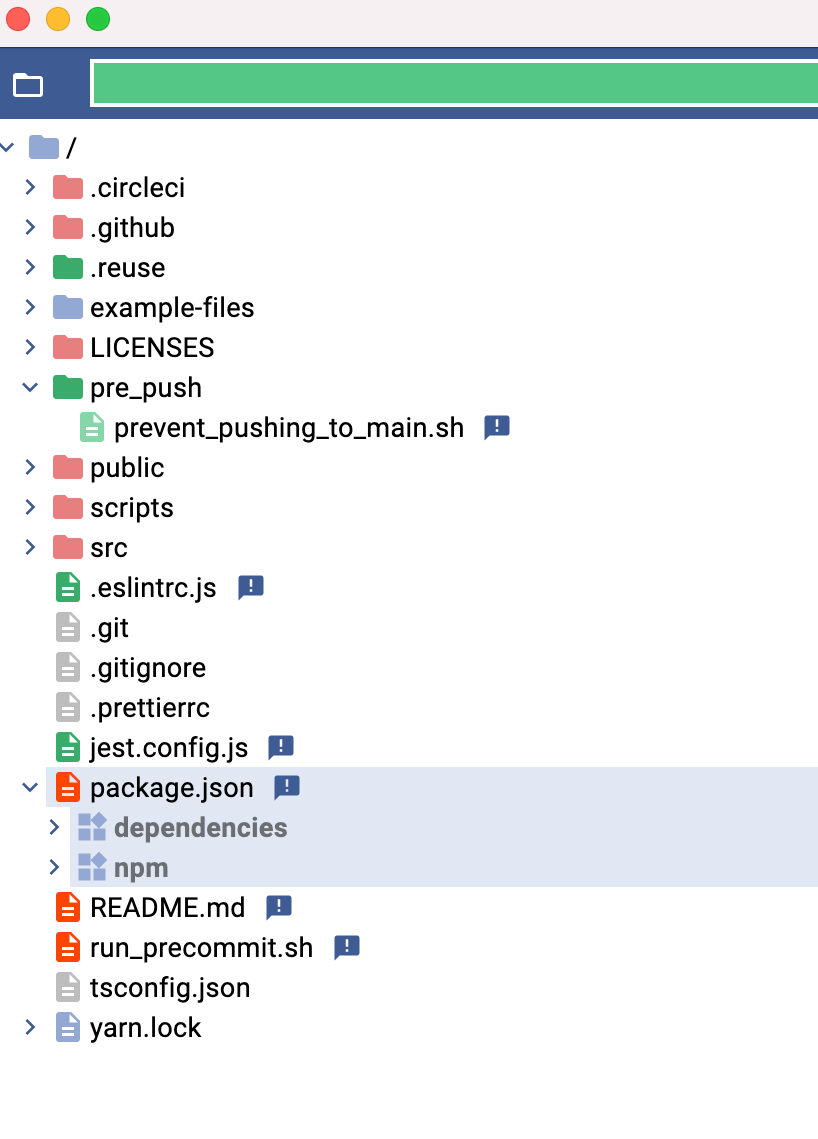 /
.circleci
.github
.reuse
example-files
LICENSES
pre_push
prevent_pushing_to_main.sh
public
scripts
src
.eslintrc.js
.git
.gitignore
.prettierrc
jest.config.js
package.json
dependencies
npm
README.md
run_precommit.sh
tsconfig.json
yarn.lock